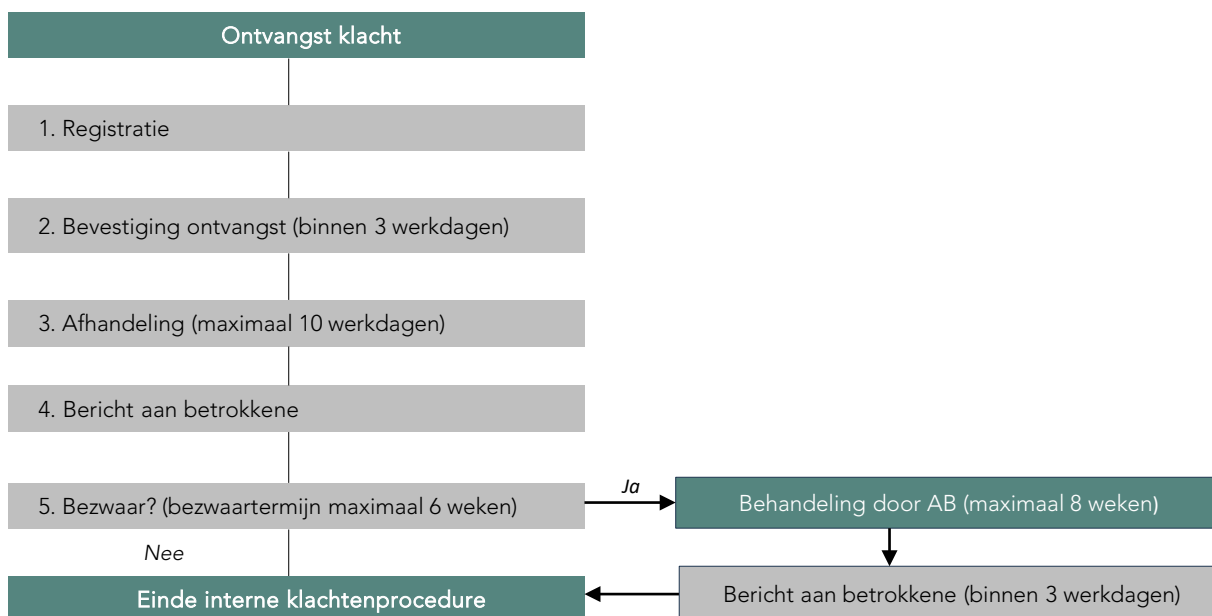 Ontvangst klacht
1. Registratie
2. Bevestiging ontvangst (binnen 3 werkdagen)
3. Afhandeling (maximaal 10 werkdagen)
4. Bericht aan betrokkene
5. Bezwaar? (bezwaartermijn maximaal 6 weken)
Ja
Behandeling door AB (maximaal 8 weken)
Nee
Einde interne klachtenprocedure
Bericht aan betrokkene (binnen 3 werkdagen)